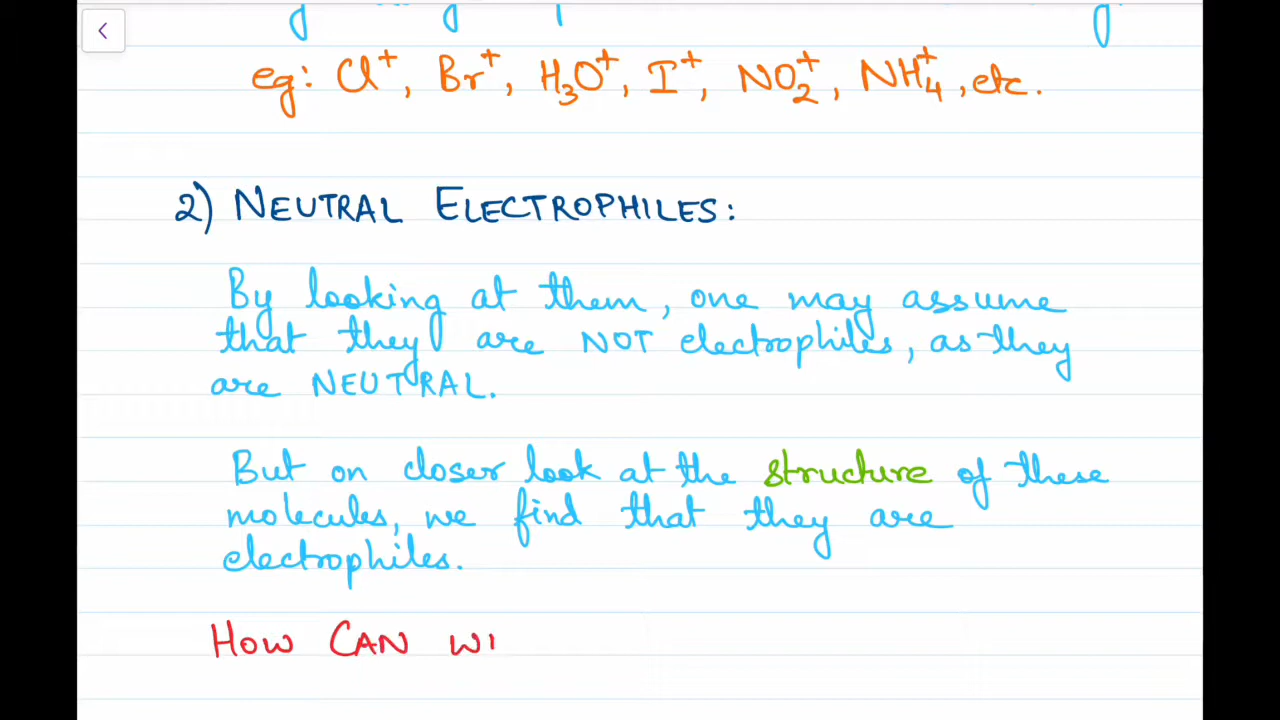 eg: Cl⁺, Br⁺, H₃O⁺, I⁺, NO₂⁺, NH₄⁺, etc.
2) NEUTRAL ELECTROPHILES:
By looking at them, one may assume
that they are NOT electrophiles, as they
are NEUTRAL.
But on closer look at the structure of these
molecules, we find that they are
electrophiles.
HOW CAN